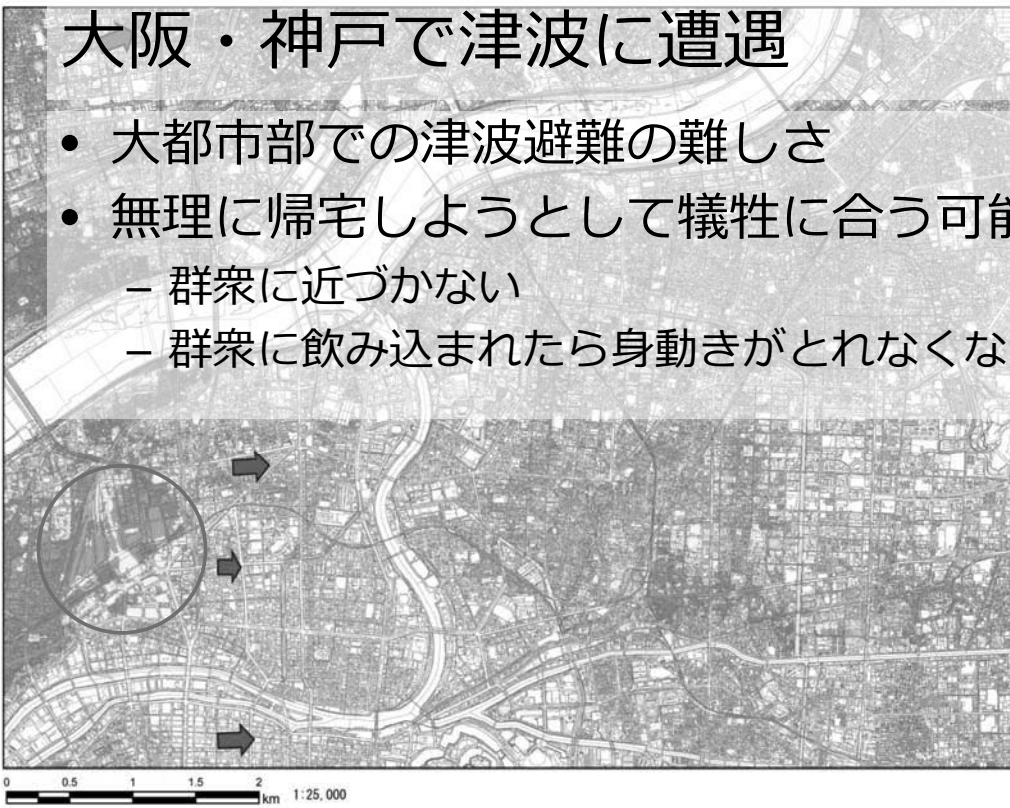 大阪・神戸で津波に遭遇
• 大都市部での津波避難の難しさ
• 無理に帰宅しようとして犠牲に合う可
– 群衆に近づかない
– 群衆に飲み込まれたら身動きがとれなくな
0 0.5 1 1.5 2
km 1:25,000